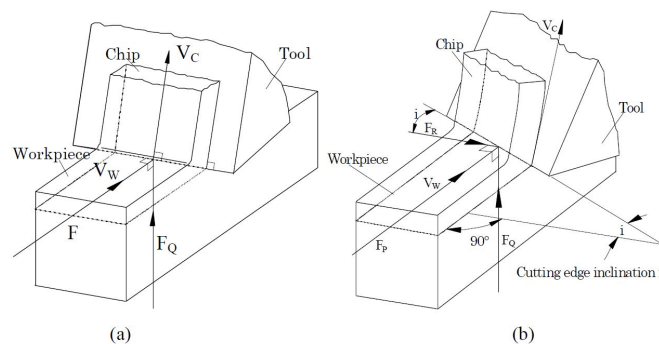 Chip
V_C
Tool
Workpiece
V_W
F
F_Q
(a)
V_C
Chip
Tool
i
F_R
Workpiece
V_W
F_P
90°
F_Q
i
Cutting edge inclination
(b)